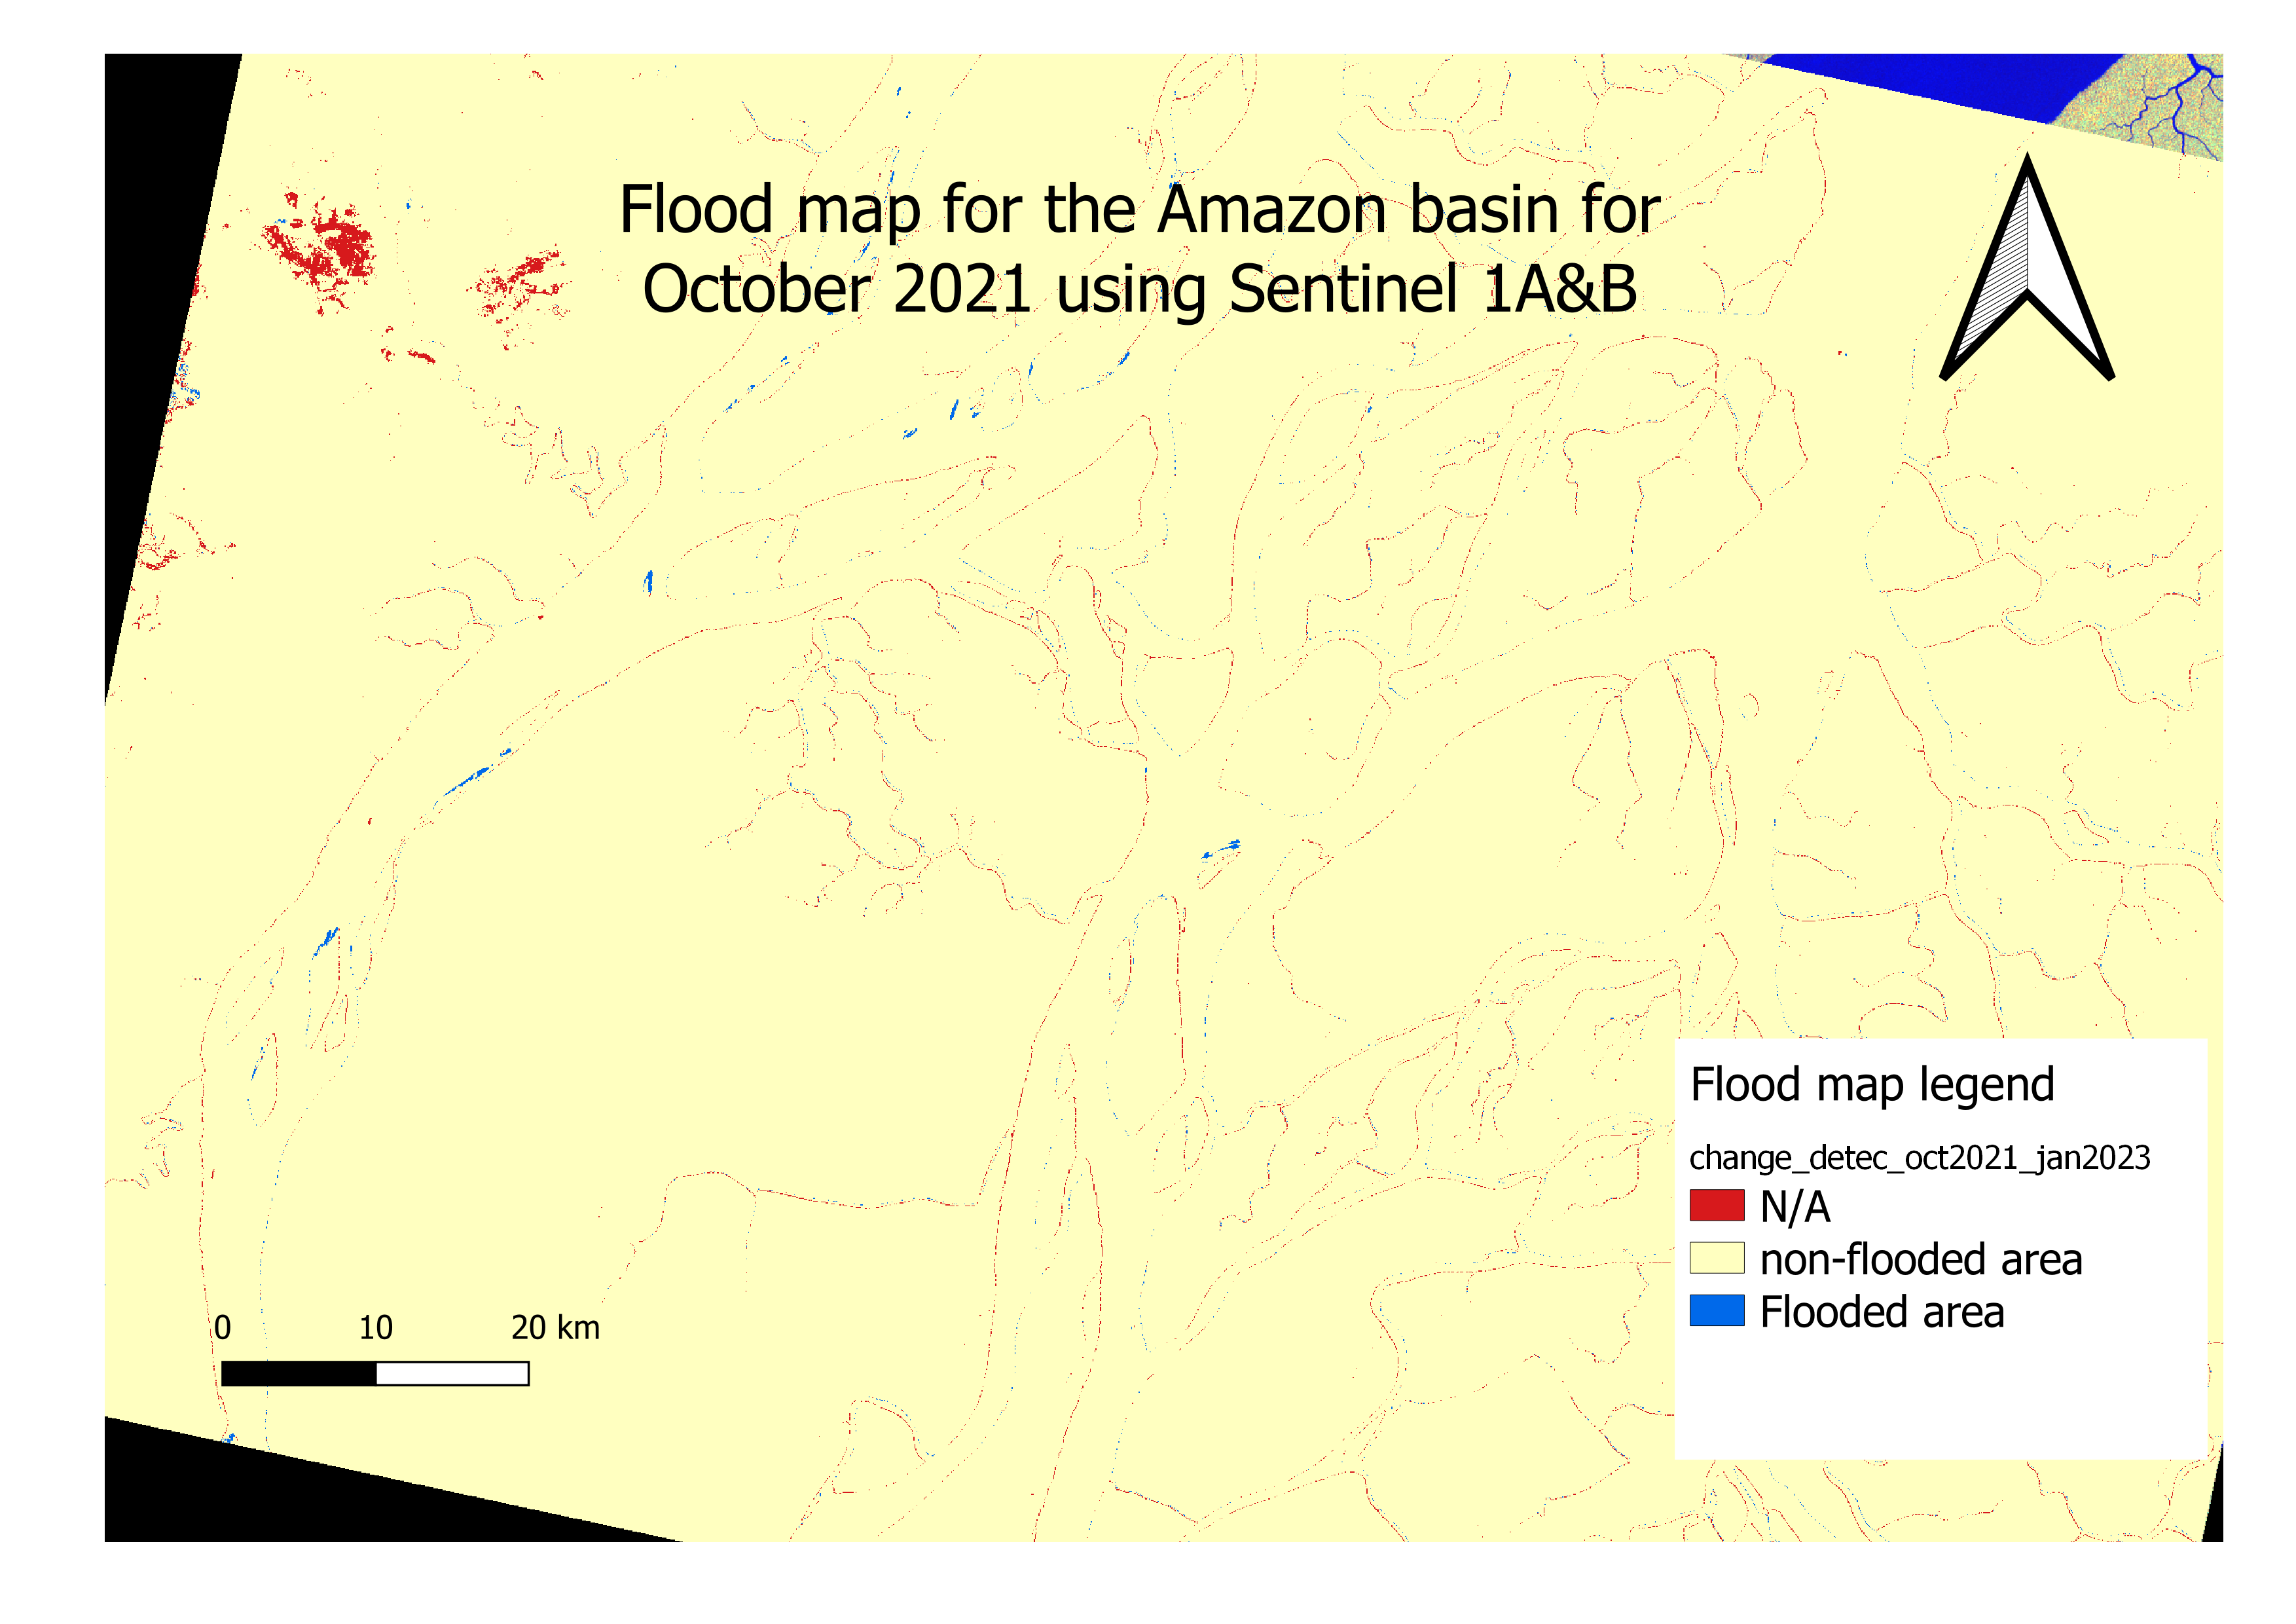 Flood map for the Amazon basin for
October 2021 using Sentinel 1A&B
Flood map legend
change_detec_oct2021_jan2023
N/A
non-flooded area
Flooded area
0 10 20 km